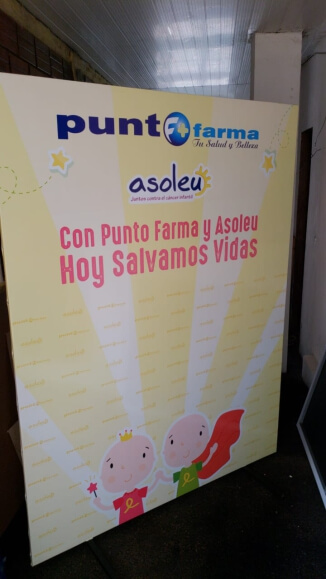 punto farma
Tu Salud y Belleza
asoleu
Juntos contra el cáncer infantil
Con Punto Farma y Asoleu
Hoy Salvamos Vidas